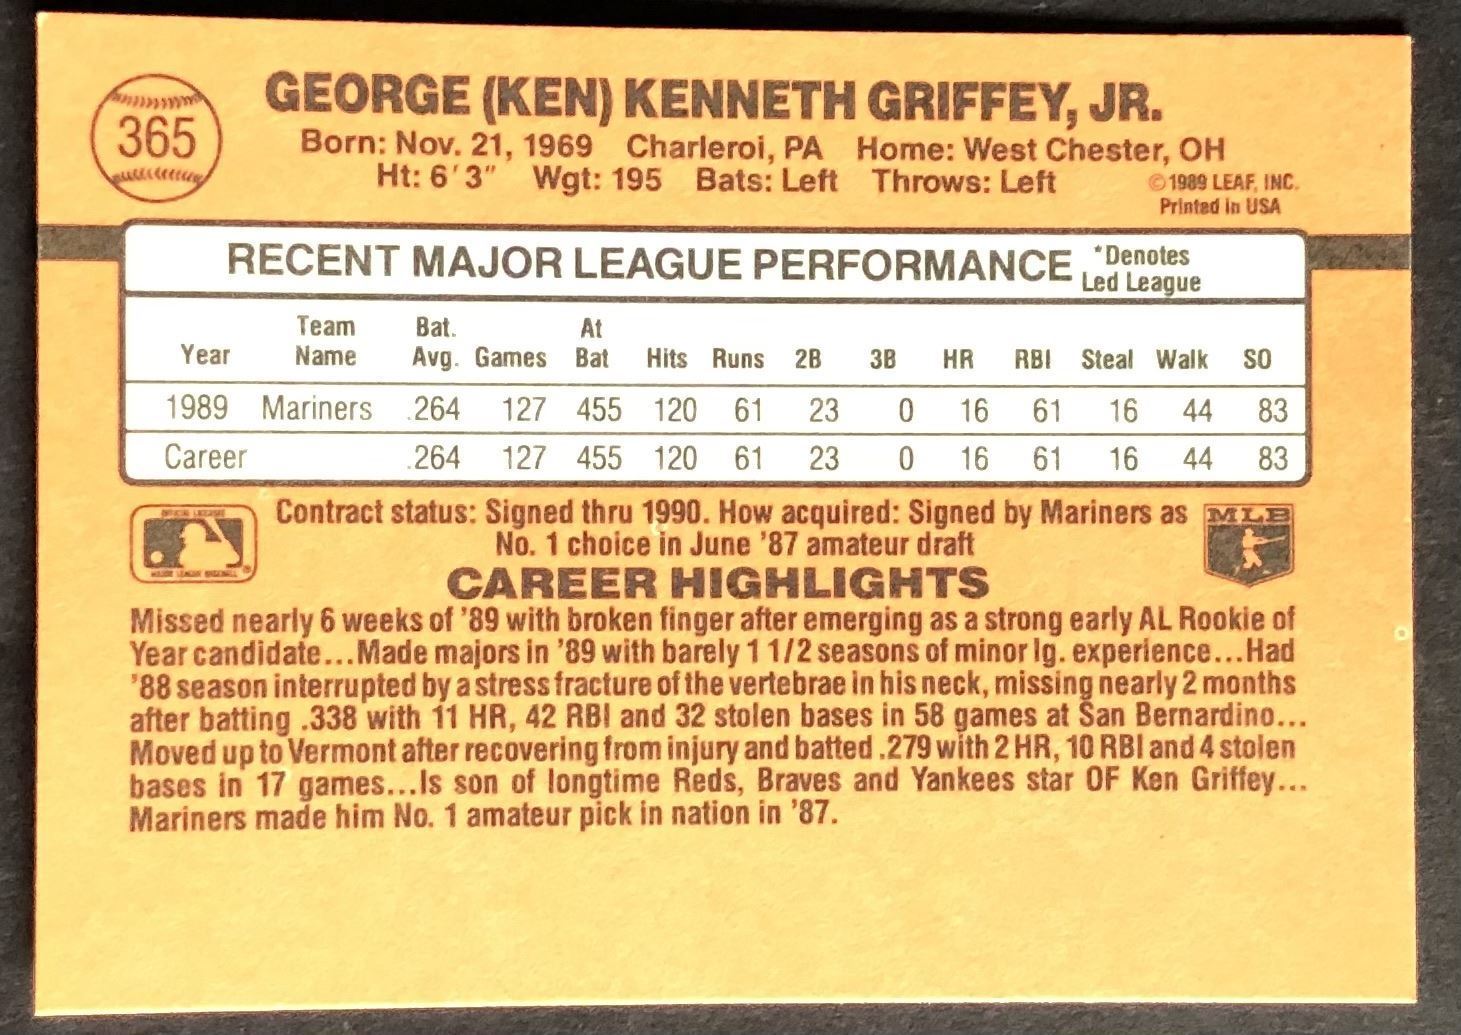 365
GEORGE (KEN) KENNETH GRIFFEY, JR.
Born: Nov. 21, 1969 Charleroi, PA Home: West Chester, OH
Ht: 6'3" Wgt: 195 Bats: Left Throws: Left
©1989 LEAF, INC.
Printed in USA
RECENT MAJOR LEAGUE PERFORMANCE *Denotes Led League
Year Team Name Bat. Avg. Games At Bat Hits Runs 2B 3B HR RBI Steal Walk SO
1989 Mariners .264 127 455 120 61 23 0 16 61 16 44 83
Career .264 127 455 120 61 23 0 16 61 16 44 83
Contract status: Signed thru 1990. How acquired: Signed by Mariners as
No. 1 choice in June '87 amateur draft
MLB
CAREER HIGHLIGHTS
Missed nearly 6 weeks of '89 with broken finger after emerging as a strong early AL Rookie of
Year candidate...Made majors in '89 with barely 1 1/2 seasons of minor lg. experience...Had
'88 season interrupted by a stress fracture of the vertebrae in his neck, missing nearly 2 months
after batting .338 with 11 HR, 42 RBI and 32 stolen bases in 58 games at San Bernardino...
Moved up to Vermont after recovering from injury and batted .279 with 2 HR, 10 RBI and 4 stolen
bases in 17 games...Is son of longtime Reds, Braves and Yankees star OF Ken Griffey...
Mariners made him No. 1 amateur pick in nation in '87.